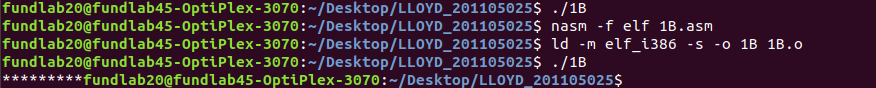 fundlab20@fundlab45-OptiPlex-3070:~/Desktop/LLOYD_201105025$ ./1B
fundlab20@fundlab45-OptiPlex-3070:~/Desktop/LLOYD_201105025$ nasm -f elf 1B.asm
fundlab20@fundlab45-OptiPlex-3070:~/Desktop/LLOYD_201105025$ ld -m elf_i386 -s -o 1B 1B.o
fundlab20@fundlab45-OptiPlex-3070:~/Desktop/LLOYD_201105025$ ./1B
*********fundlab20@fundlab45-OptiPlex-3070:~/Desktop/LLOYD_201105025$